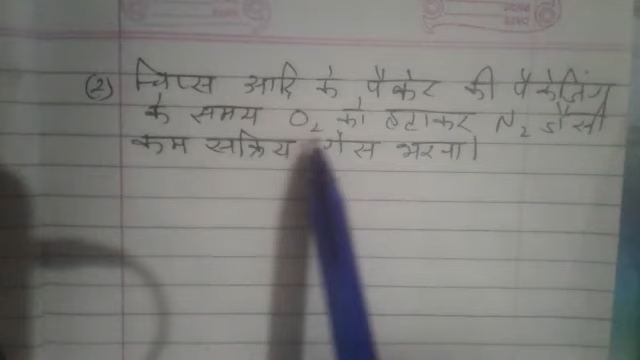 (2) चिप्स आदि के पैकेट की पैकेजिंग
के समय O₂ को हटाकर N₂ जैसी
कम सक्रिय गैस भरना।